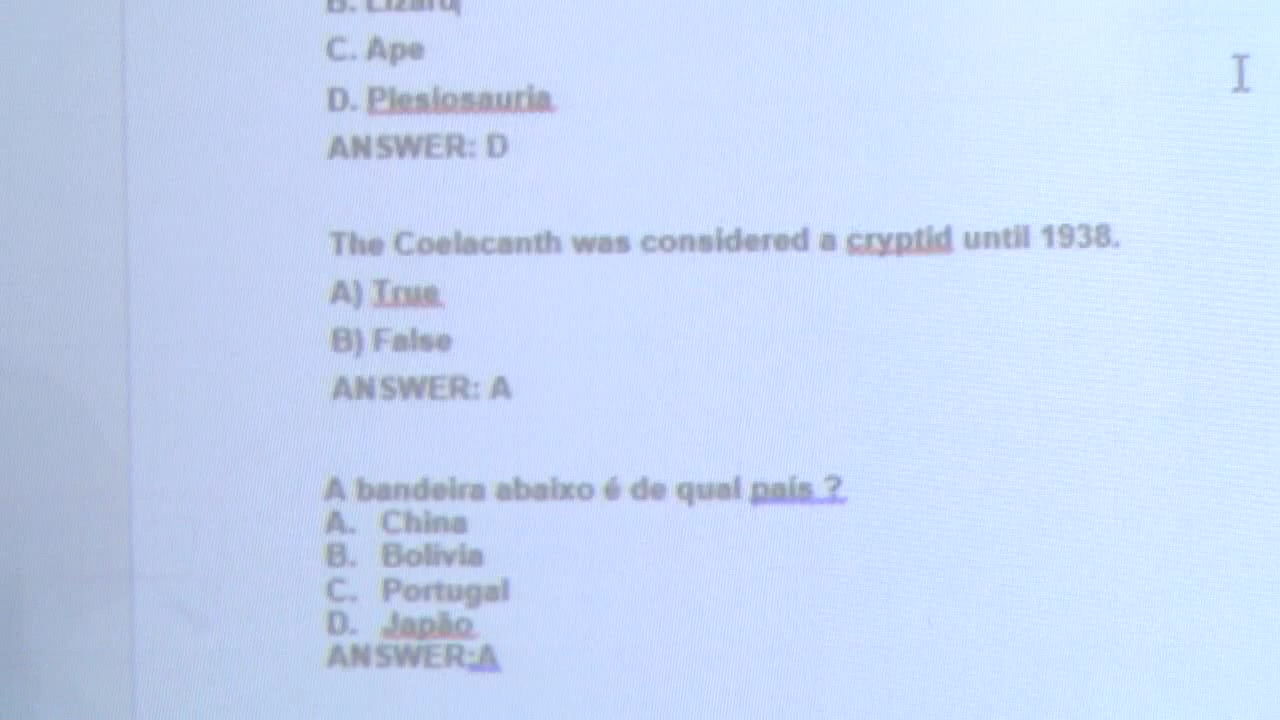 B. Lizard
C. Ape
D. Plesiosauria
ANSWER: D
The Coelacanth was considered a cryptid until 1938.
A) True
B) False
ANSWER: A
A bandeira abaixo é de qual país ?
A. China
B. Bolivia
C. Portugal
D. Japão
ANSWER:A